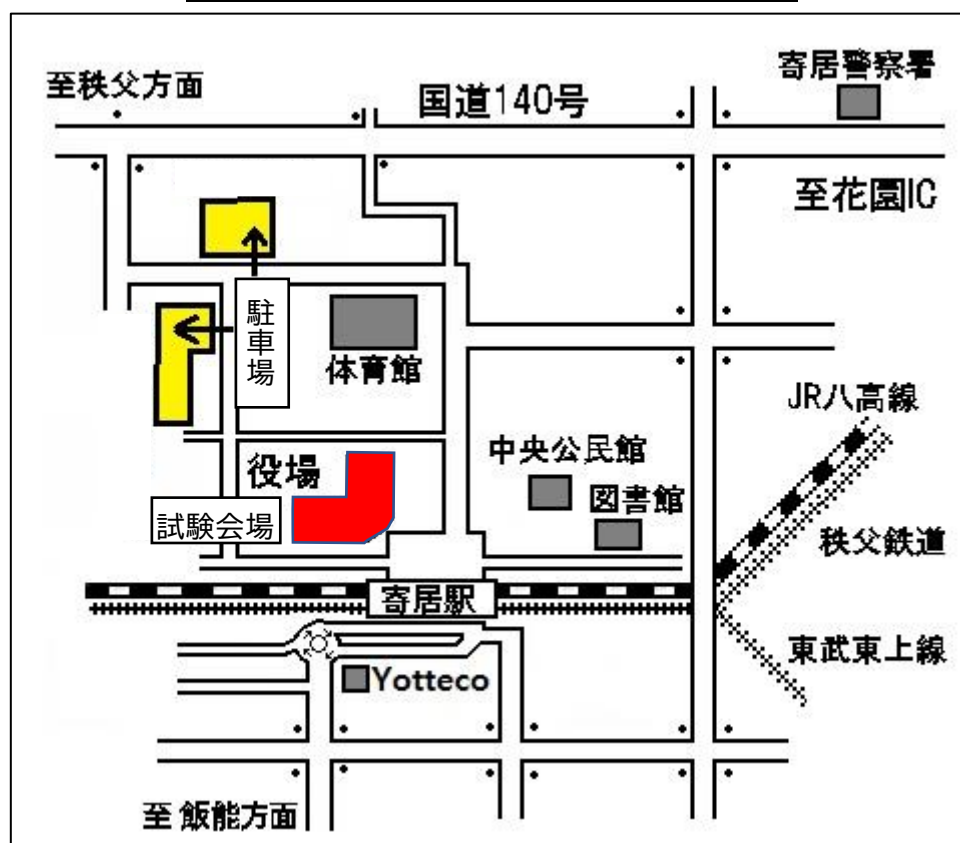 寄居警察署
至秩父方面
国道140号
至花園IC
駐車場
体育館
JR八高線
中央公民館
役場
図書館
試験会場
秩父鉄道
寄居駅
東武東上線
Yotteco
至飯能方面